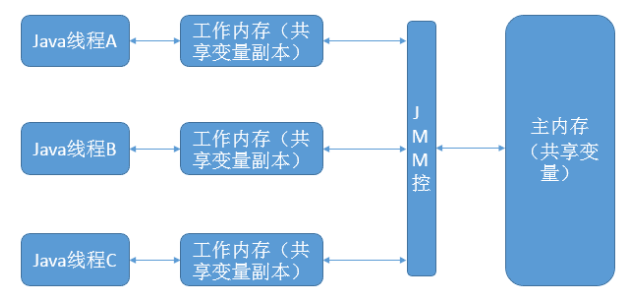 Java线程A
工作内存（共
享变量副本）
Java线程B
工作内存（共
享变量副本）
Java线程C
工作内存（共
享变量副本）
J
M
M
控
主内存
（共享变
量）